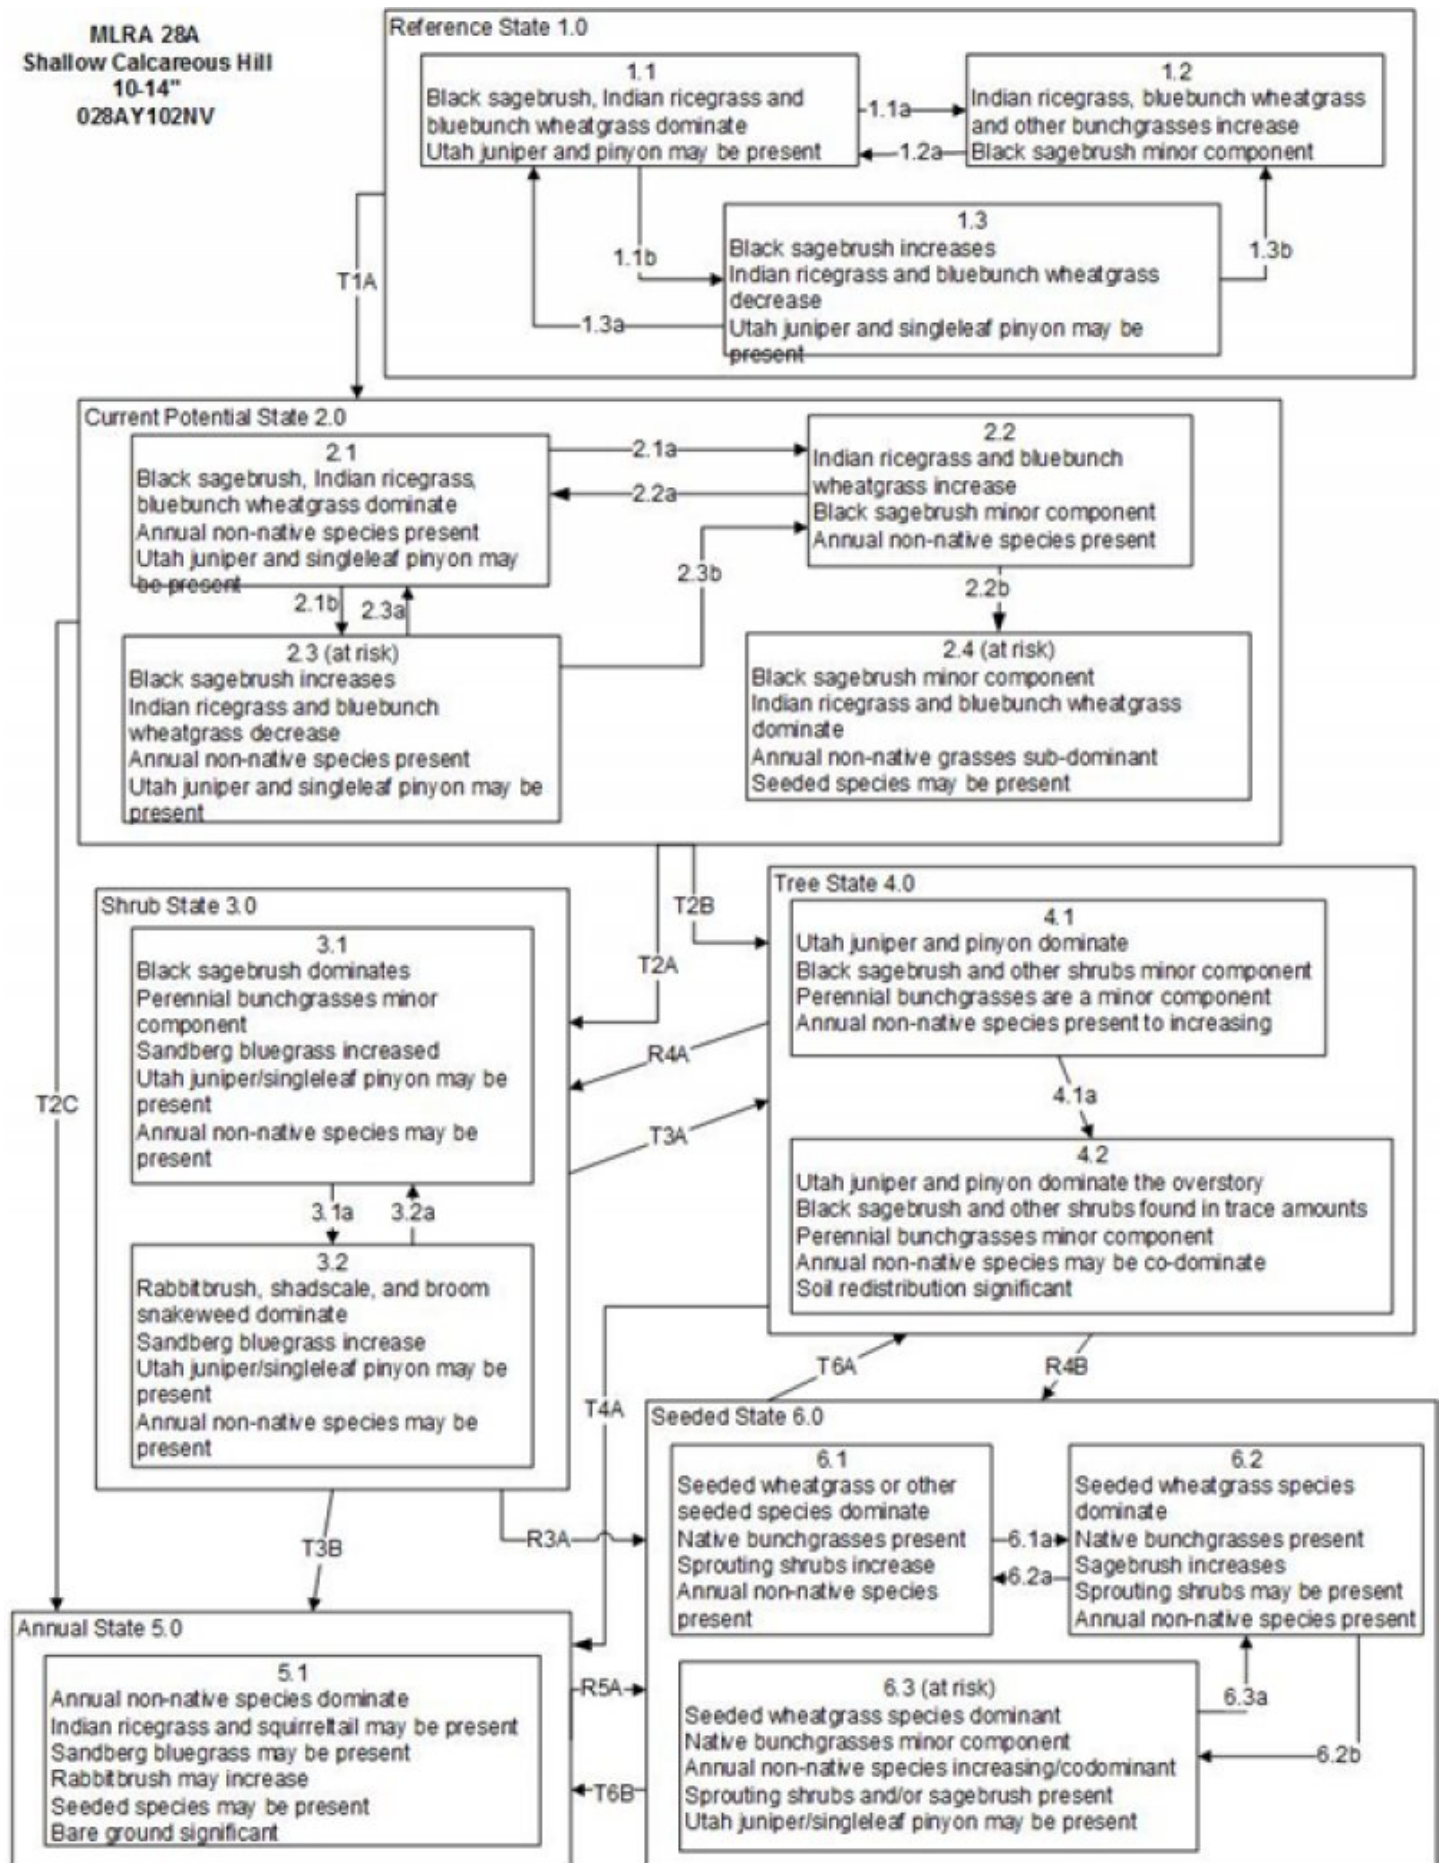 MLRA 28A
Shallow Calcareous Hill
10-14"
028AY102NV
Reference State 1.0
1.1
Black sagebrush, Indian ricegrass and
bluebunch wheatgrass dominate
Utah juniper and pinyon may be present
1.1a
1.2a
1.2
Indian ricegrass, bluebunch wheatgrass
and other bunchgrasses increase
Black sagebrush minor component
1.1b
1.3a
1.3
Black sagebrush increases
Indian ricegrass and bluebunch wheatgrass
decrease
Utah juniper and singleleaf pinyon may be
present
1.3b
T1A
Current Potential State 2.0
2.1
Black sagebrush, Indian ricegrass,
bluebunch wheatgrass dominate
Annual non-native species present
Utah juniper and singleleaf pinyon may
be present
2.1a
2.2a
2.2
Indian ricegrass and bluebunch
wheatgrass increase
Black sagebrush minor component
Annual non-native species present
2.1b
2.3a
2.3b
2.2b
2.3 (at risk)
Black sagebrush increases
Indian ricegrass and bluebunch
wheatgrass decrease
Annual non-native species present
Utah juniper and singleleaf pinyon may be
present
2.4 (at risk)
Black sagebrush minor component
Indian ricegrass and bluebunch wheatgrass
dominate
Annual non-native grasses sub-dominant
Seeded species may be present
T2C
T2A
T2B
Shrub State 3.0
3.1
Black sagebrush dominates
Perennial bunchgrasses minor
component
Sandberg bluegrass increased
Utah juniper/singleleaf pinyon may be
present
Annual non-native species may be
present
3.1a
3.2a
3.2
Rabbitbrush, shadscale, and broom
snakeweed dominate
Sandberg bluegrass increase
Utah juniper/singleleaf pinyon may be
present
Annual non-native species may be
present
R4A
T3A
Tree State 4.0
4.1
Utah juniper and pinyon dominate
Black sagebrush and other shrubs minor component
Perennial bunchgrasses are a minor component
Annual non-native species present to increasing
4.1a
4.2
Utah juniper and pinyon dominate the overstory
Black sagebrush and other shrubs found in trace amounts
Perennial bunchgrasses minor component
Annual non-native species may be co-dominate
Soil redistribution significant
T4A
T6A
R4B
T3B
R3A
Annual State 5.0
5.1
Annual non-native species dominate
Indian ricegrass and squirreltail may be present
Sandberg bluegrass may be present
Rabbitbrush may increase
Seeded species may be present
Bare ground significant
R5A
T6B
Seeded State 6.0
6.1
Seeded wheatgrass or other
seeded species dominate
Native bunchgrasses present
Sprouting shrubs increase
Annual non-native species
present
6.1a
6.2a
6.2
Seeded wheatgrass species
dominate
Native bunchgrasses present
Sagebrush increases
Sprouting shrubs may be present
Annual non-native species present
6.3 (at risk)
Seeded wheatgrass species dominant
Native bunchgrasses minor component
Annual non-native species increasing/codominant
Sprouting shrubs and/or sagebrush present
Utah juniper/singleleaf pinyon may be present
6.3a
6.2b